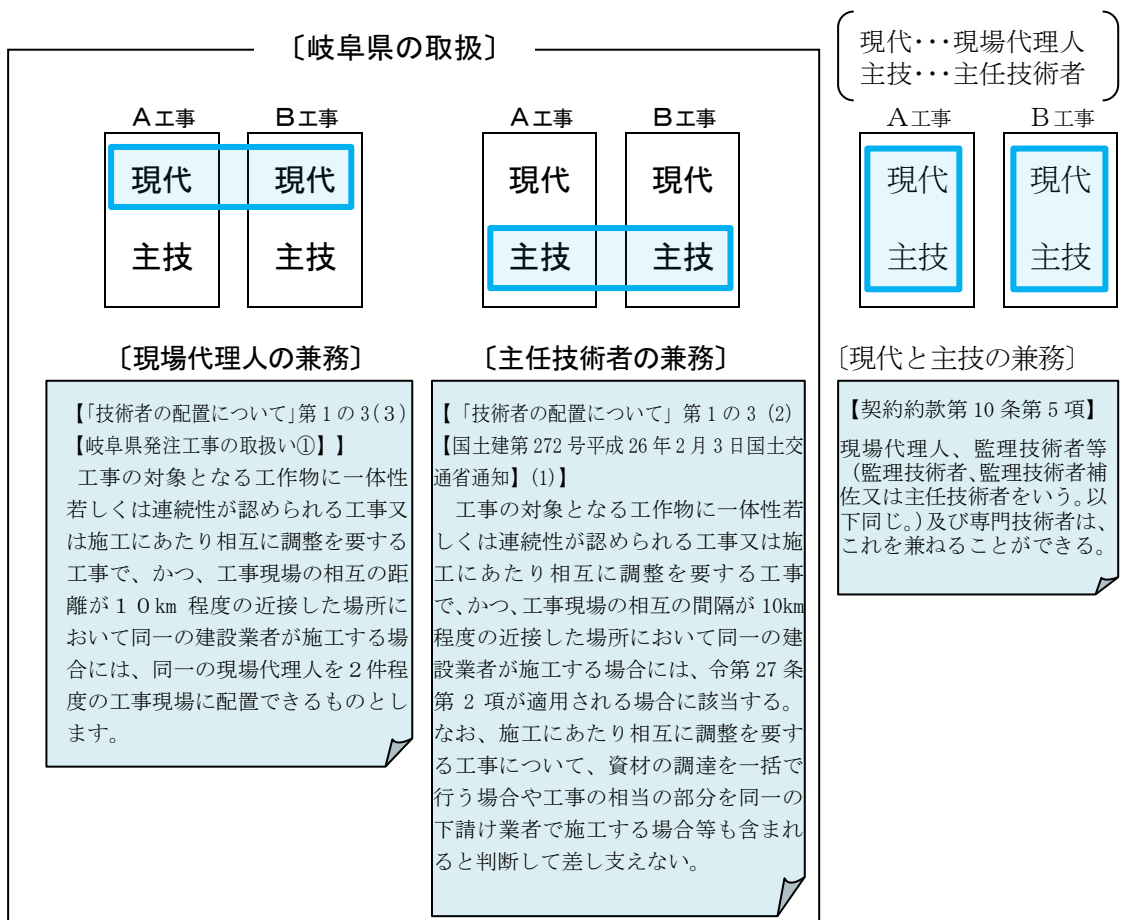 〔岐阜県の取扱〕
現代･･･現場代理人
主技･･･主任技術者
A工事
B工事
現代
現代
主技
主技
〔現場代理人の兼務〕
【｢技術者の配置について｣第１の３(３)
【岐阜県発注工事の取扱い①】】
工事の対象となる工作物に一体性
若しくは連続性が認められる工事又
は施工にあたり相互に調整を要する
工事で、かつ、工事現場の相互の距
離が１０km 程度の近接した場所に
おいて同一の建設業者が施工する場
合には、同一の現場代理人を２件程
度の工事現場に配置できるものとし
ます。
A工事
B工事
現代
現代
主技
主技
〔主任技術者の兼務〕
【「技術者の配置について」第１の３ (2)
【国土建第 272 号平成 26 年 2 月 3 日国土交
通省通知】(1)】
工事の対象となる工作物に一体性若
しくは連続性が認められる工事又は施
工にあたり相互に調整を要する工事
で、かつ、工事現場の相互の間隔が 10km
程度の近接した場所において同一の建
設業者が施工する場合には、令第 27 条
第 2 項が適用される場合に該当する。
なお、施工にあたり相互に調整を要す
る工事について、資材の調達を一括で
行う場合や工事の相当の部分を同一の
下請け業者で施工する場合等も含まれ
ると判断して差し支えない。
A工事
B工事
現代
現代
主技
主技
〔現代と主技の兼務〕
【契約約款第 10 条第 5 項】
現場代理人、監理技術者等
（監理技術者、監理技術者補
佐又は主任技術者をいう。以
下同じ。）及び専門技術者は、
これを兼ねることができる。